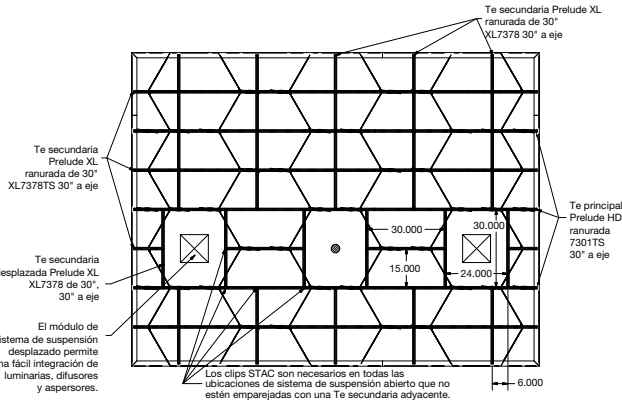 Te secundaria Prelude XL
ranurada de 30"
XL7378 30" a eje
Te secundaria
Prelude XL
ranurada de 30"
XL7378TS 30" a eje
Te principal
Prelude HD
ranurada
7301TS
30" a eje
30.000
30.000
15.000
24.000
Te secundaria
desplazada Prelude XL
XL7378 de 30",
30" a eje
El módulo de
sistema de suspensión
desplazado permite
una fácil integración de
luminarias, difusores
y aspersores.
Los clips STAC son necesarios en todas las
ubicaciones de sistema de suspensión abierto que no
estén emparejadas con una Te secundaria adyacente.
6.000